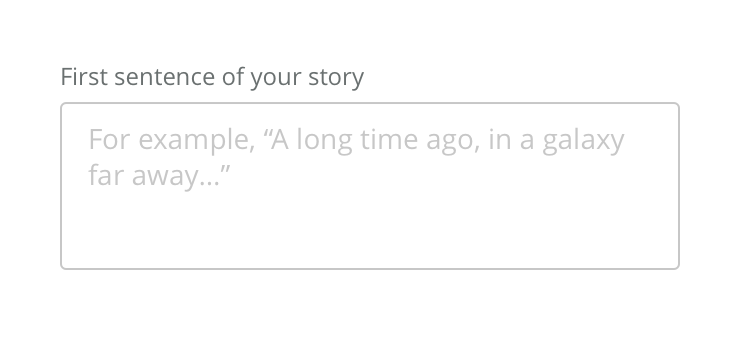 First sentence of your story
For example, “A long time ago, in a galaxy
far away...”